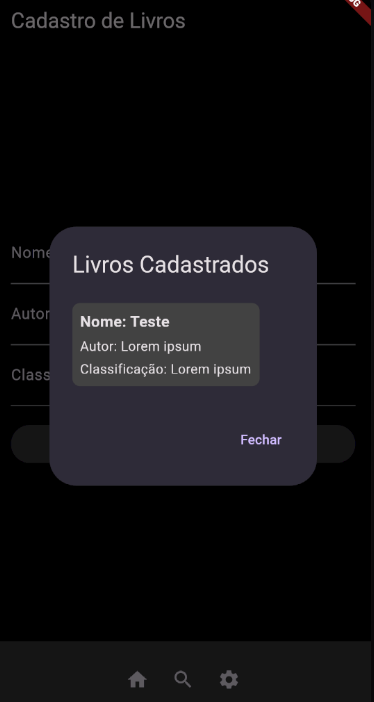 Cadastro de Livros
Nome
Autor
Class
Livros Cadastrados
Nome: Teste
Autor: Lorem ipsum
Classificação: Lorem ipsum
Fechar